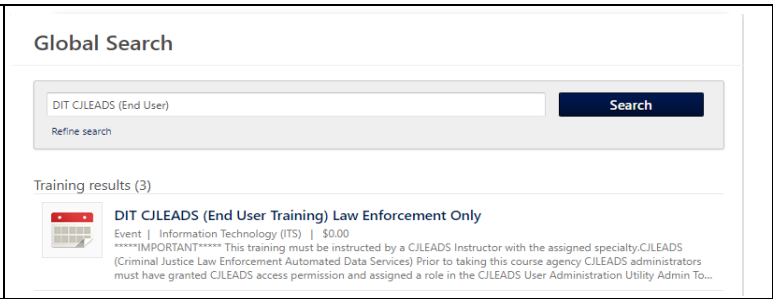 Global Search
DIT CJLEADS (End User)
Search
Refine search
Training results (3)
DIT CJLEADS (End User Training) Law Enforcement Only
Event | Information Technology (ITS) | $0.00
*****IMPORTANT***** This training must be instructed by a CJLEADS Instructor with the assigned specialty.CJLEADS
(Criminal Justice Law Enforcement Automated Data Services) Prior to taking this course agency CJLEADS administrators
must have granted CJLEADS access permission and assigned a role in the CJLEADS User Administration Utility Admin To...